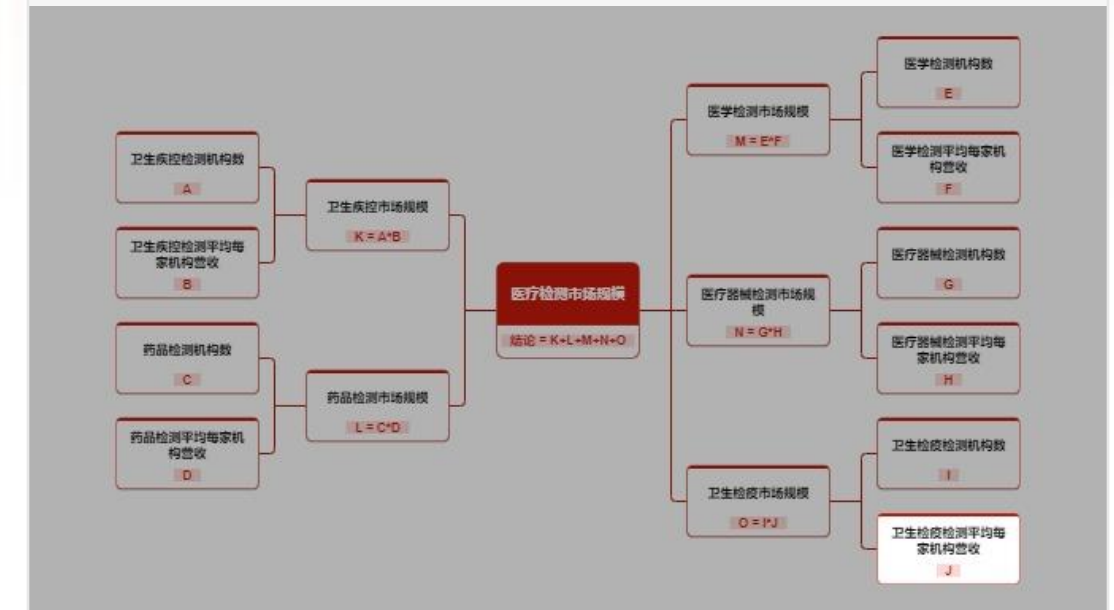 卫生疾控检测机构数
A
卫生疾控检测平均每
家机构营收
B
卫生疾控市场规模
K = A*B
药品检测机构数
C
药品检测平均每家机
构营收
D
药品检测市场规模
L = C*D
医疗检测市场规模
结论 = K+L+M+N+O
医学检测市场规模
M = E*F
医学检测机构数
E
医学检测平均每家机
构营收
F
医疗器械检测市场规
模
N = G*H
医疗器械检测机构数
G
医疗器械检测平均每
家机构营收
H
卫生检疫市场规模
O = I*J
卫生检疫检测机构数
I
卫生检疫检测平均每
家机构营收
J